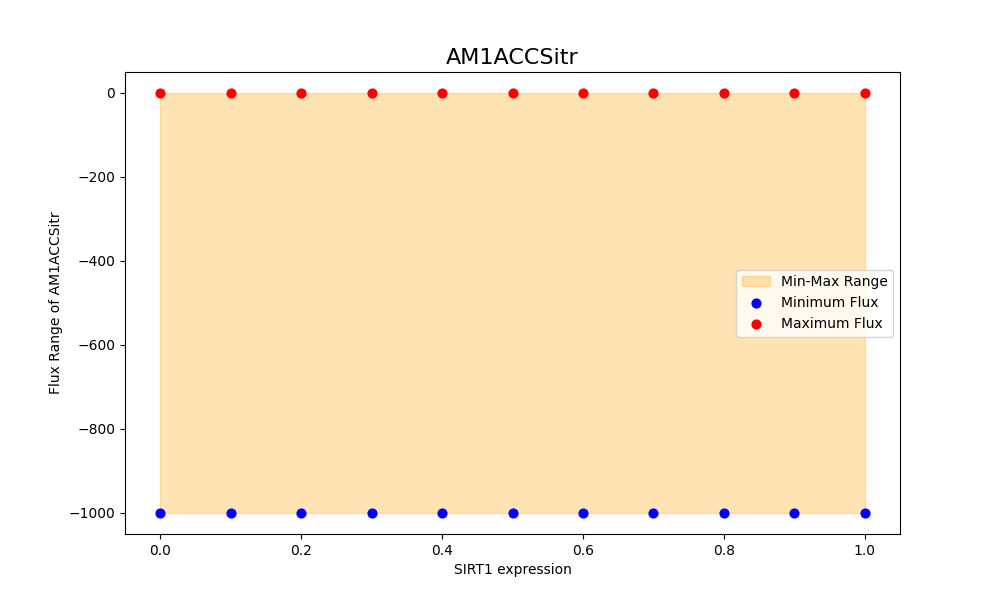 AM1ACCSitr
Flux Range of AM1ACCSitr
0
−200
−400
−600
−800
−1000
Min-Max Range
Minimum Flux
Maximum Flux
0.0 0.2 0.4 0.6 0.8 1.0
SIRT1 expression